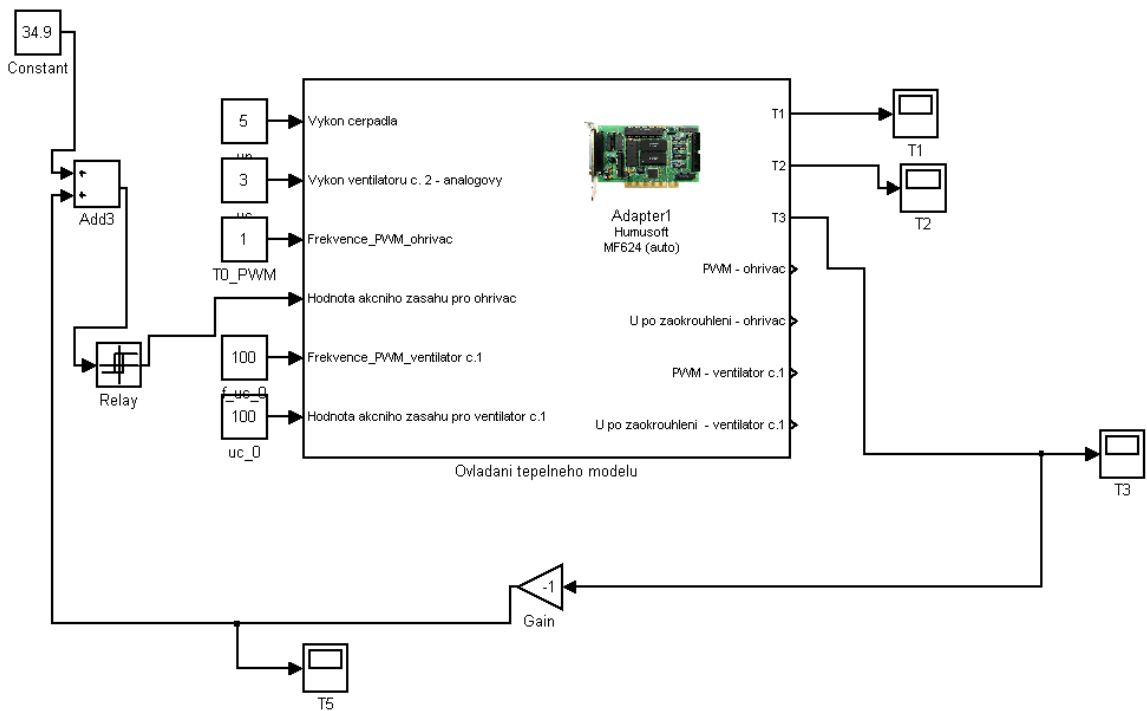 34.9
Constant
Add3
Relay
5
3
1
T0_PWM
100
f_uc_0
100
uc_0
Vykon cerpadla
Vykon ventilatoru c. 2 - analogovy
Frekvence_PWM_ohrivac
Hodnota akcniho zasahu pro ohrivac
Frekvence_PWM_ventilator c.1
Hodnota akcniho zasahu pro ventilator c.1
Adapter1
Humusoft
MF624 (auto)
T1
T2
T3
PWM - ohrivac
U po zaokrouhleni - ohrivac
PWM - ventilator c.1
U po zaokrouhleni - ventilator c.1
Ovladani tepelneho modelu
T1
T2
T3
-1
Gain
T5